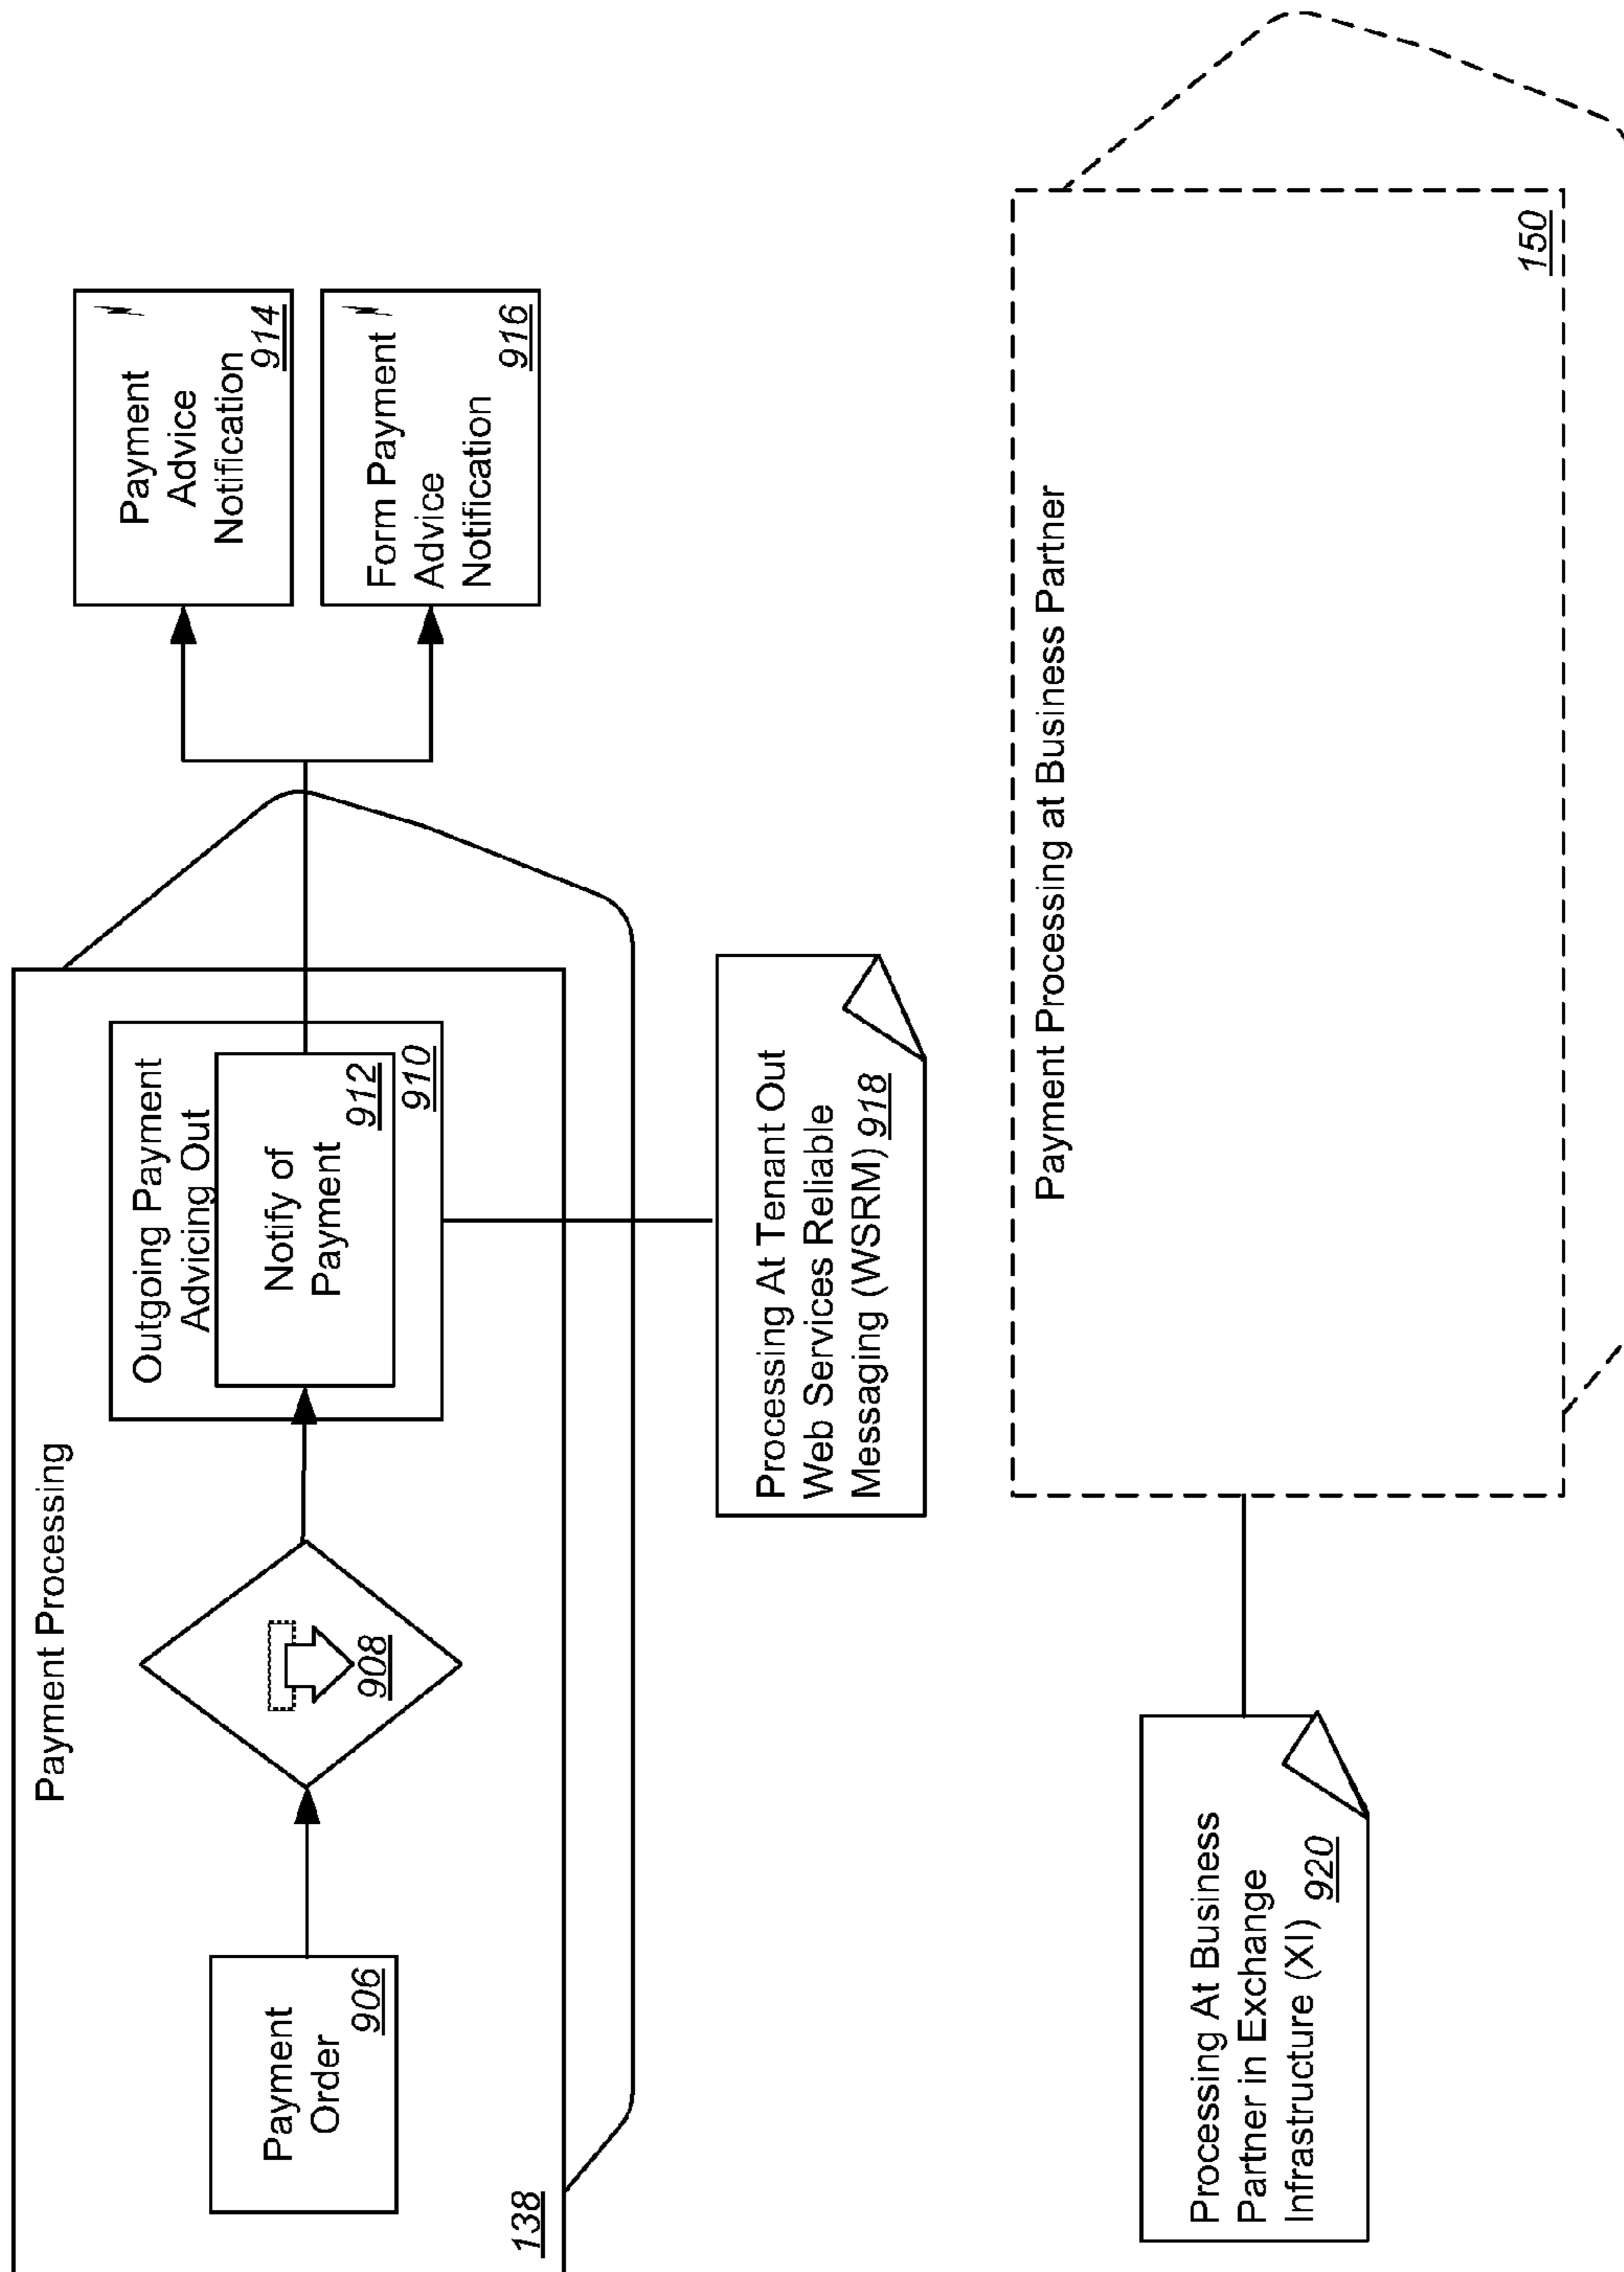 Payment Processing
Payment
Order
906
908
Outgoing Payment
Advicing Out
Notify of
Payment
912
910
138
Payment
Advice
Notification
914
Form Payment
Advice
Notification
916
Processing At Tenant Out
Web Services Reliable
Messaging (WSRM) 918
Payment Processing at Business Partner
150
Processing At Business
Partner in Exchange
Infrastructure (XI) 920